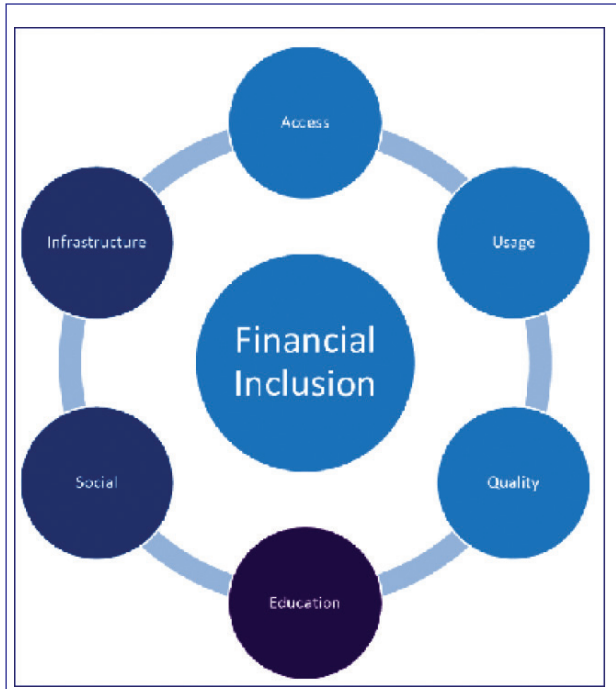 Access
Infrastructure
Usage
Financial
Inclusion
Social
Quality
Education